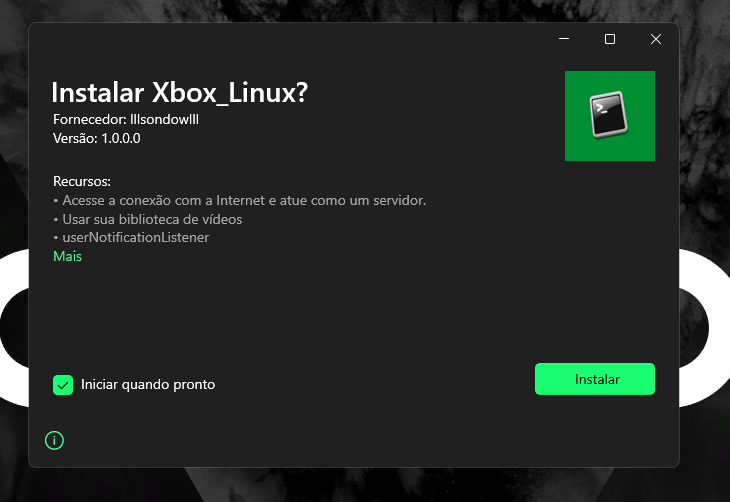 Instalar Xbox_Linux?
Fornecedor: lllsondowlll
Versão: 1.0.0.0
Recursos:
• Acesse a conexão com a Internet e atue como um servidor.
• Usar sua biblioteca de vídeos
• userNotificationListener
Mais
Iniciar quando pronto
Instalar